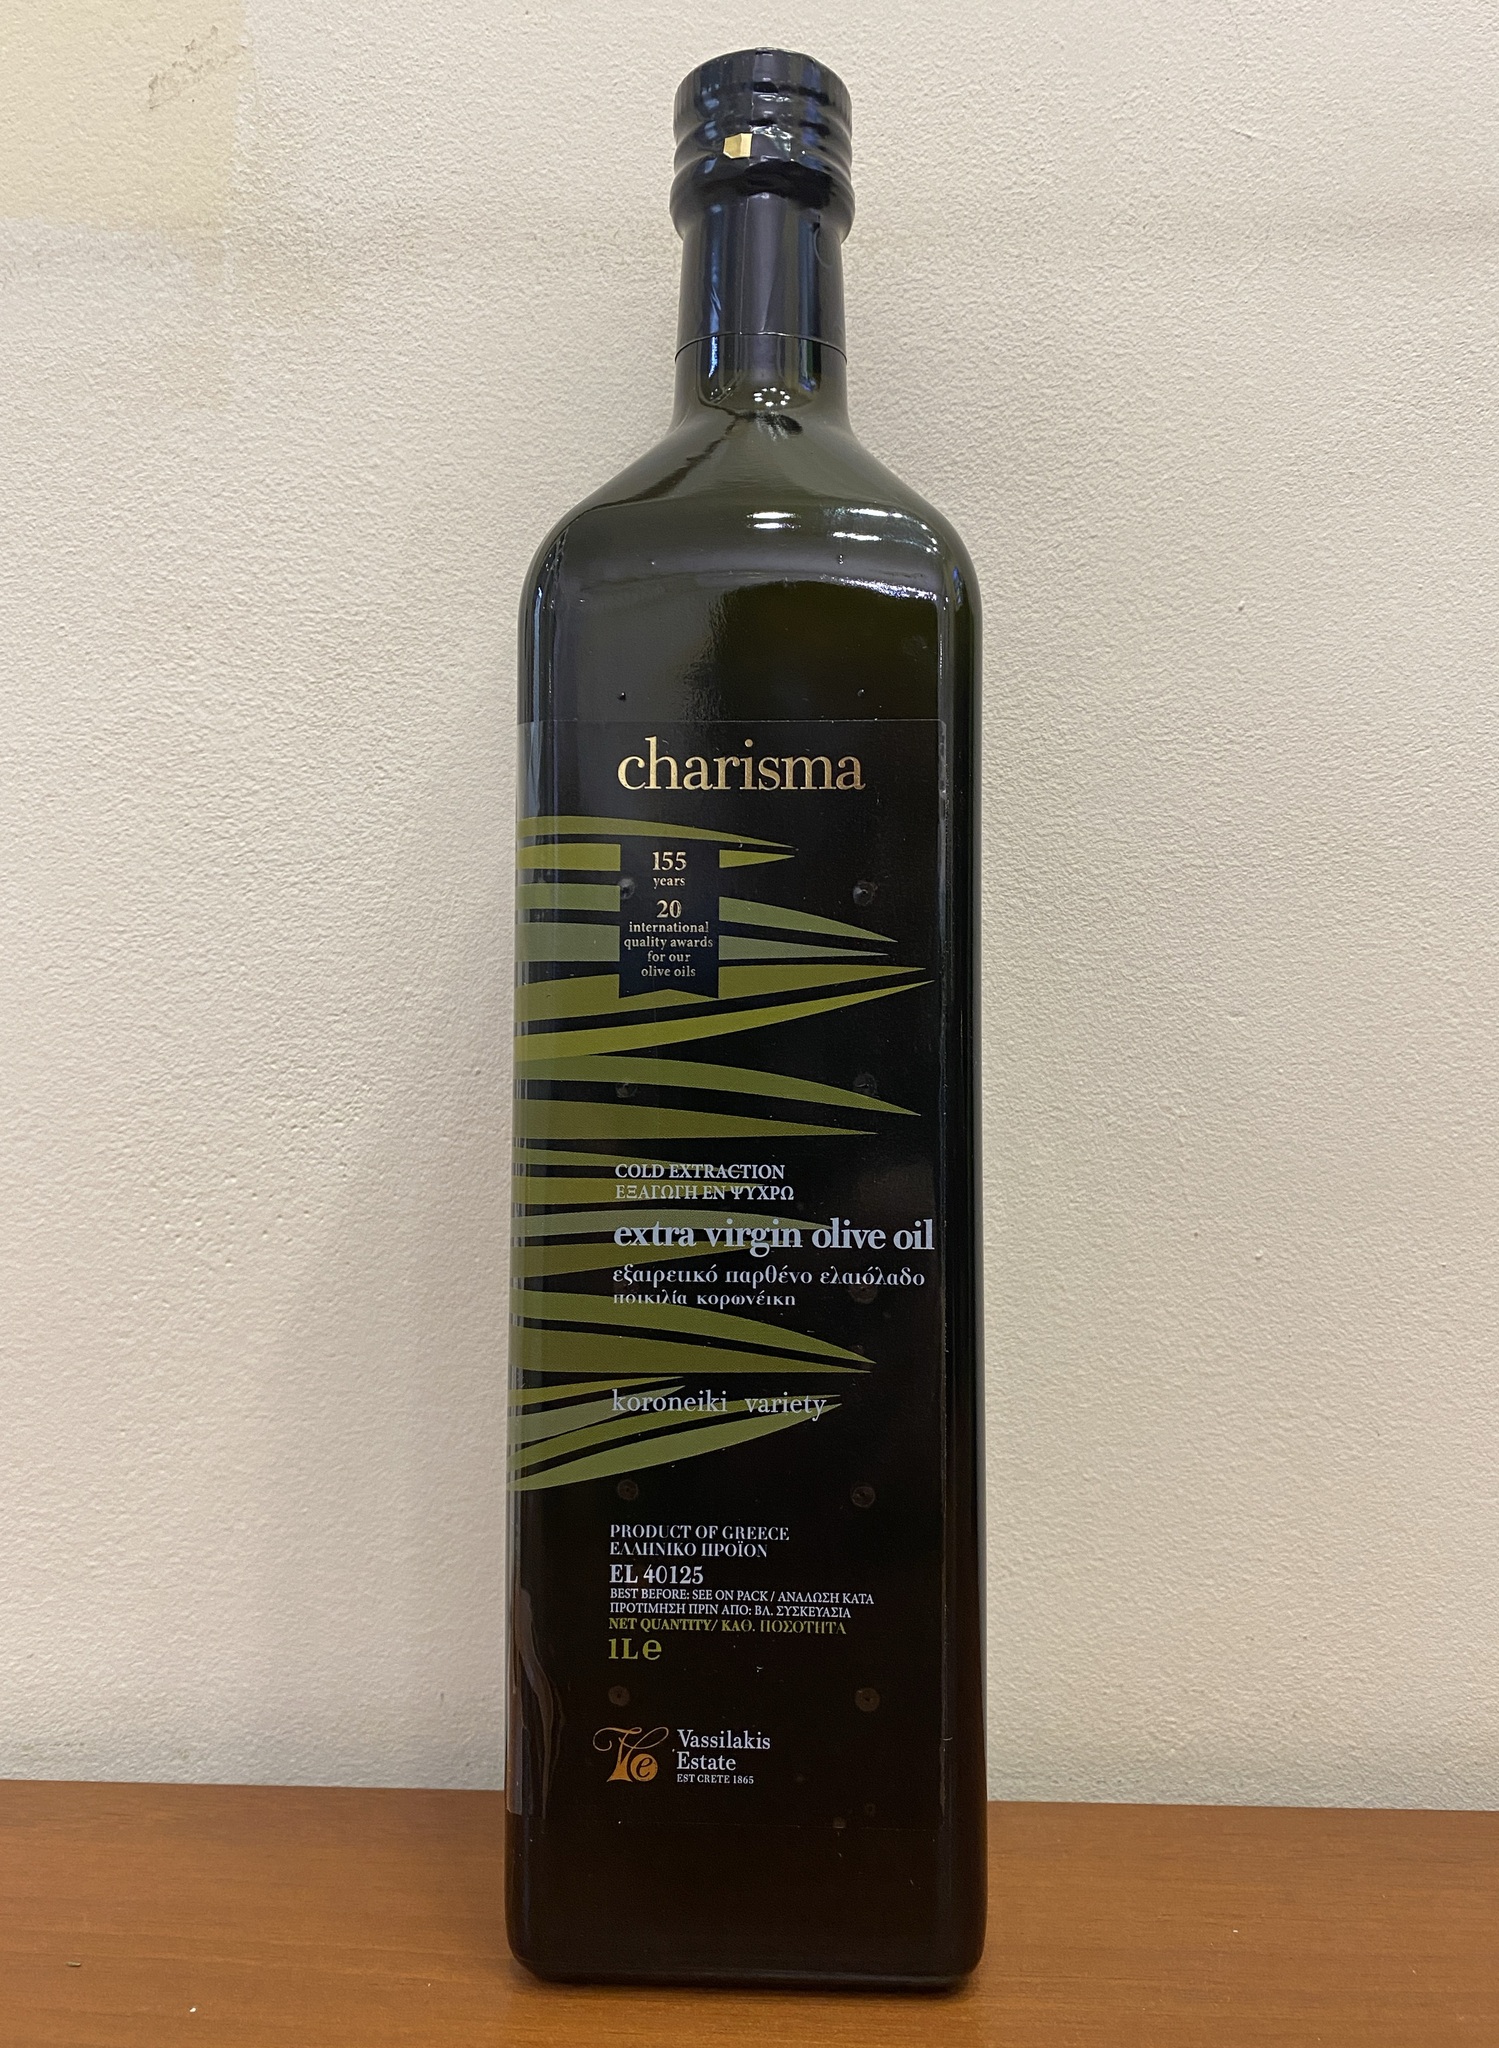 charisma
155
years
20
international
quality awards
for our
olive oils
COLD EXTRACTION
ΕΞΑΓΩΓΗ ΕΝ ΨΥΧΡΩ
extra virgin olive oil
εξαιρετικό παρθένο ελαιόλαδο
ποικιλία κορωνέικη
koroneiki variety
PRODUCT OF GREECE
ΕΛΛΗΝΙΚΟ ΠΡΟΪΟΝ
EL 40125
BEST BEFORE: SEE ON PACK / ΑΝΑΛΩΣΗ ΚΑΤΑ
ΠΡΟΤΙΜΗΣΗ ΠΡΙΝ ΑΠΟ: ΒΛ. ΣΥΣΚΕΥΑΣΙΑ
NET QUANTITY/ ΚΑΘ. ΠΟΣΟΤΗΤΑ
1L e
Ve
Vassilakis
Estate
EST CRETE 1865